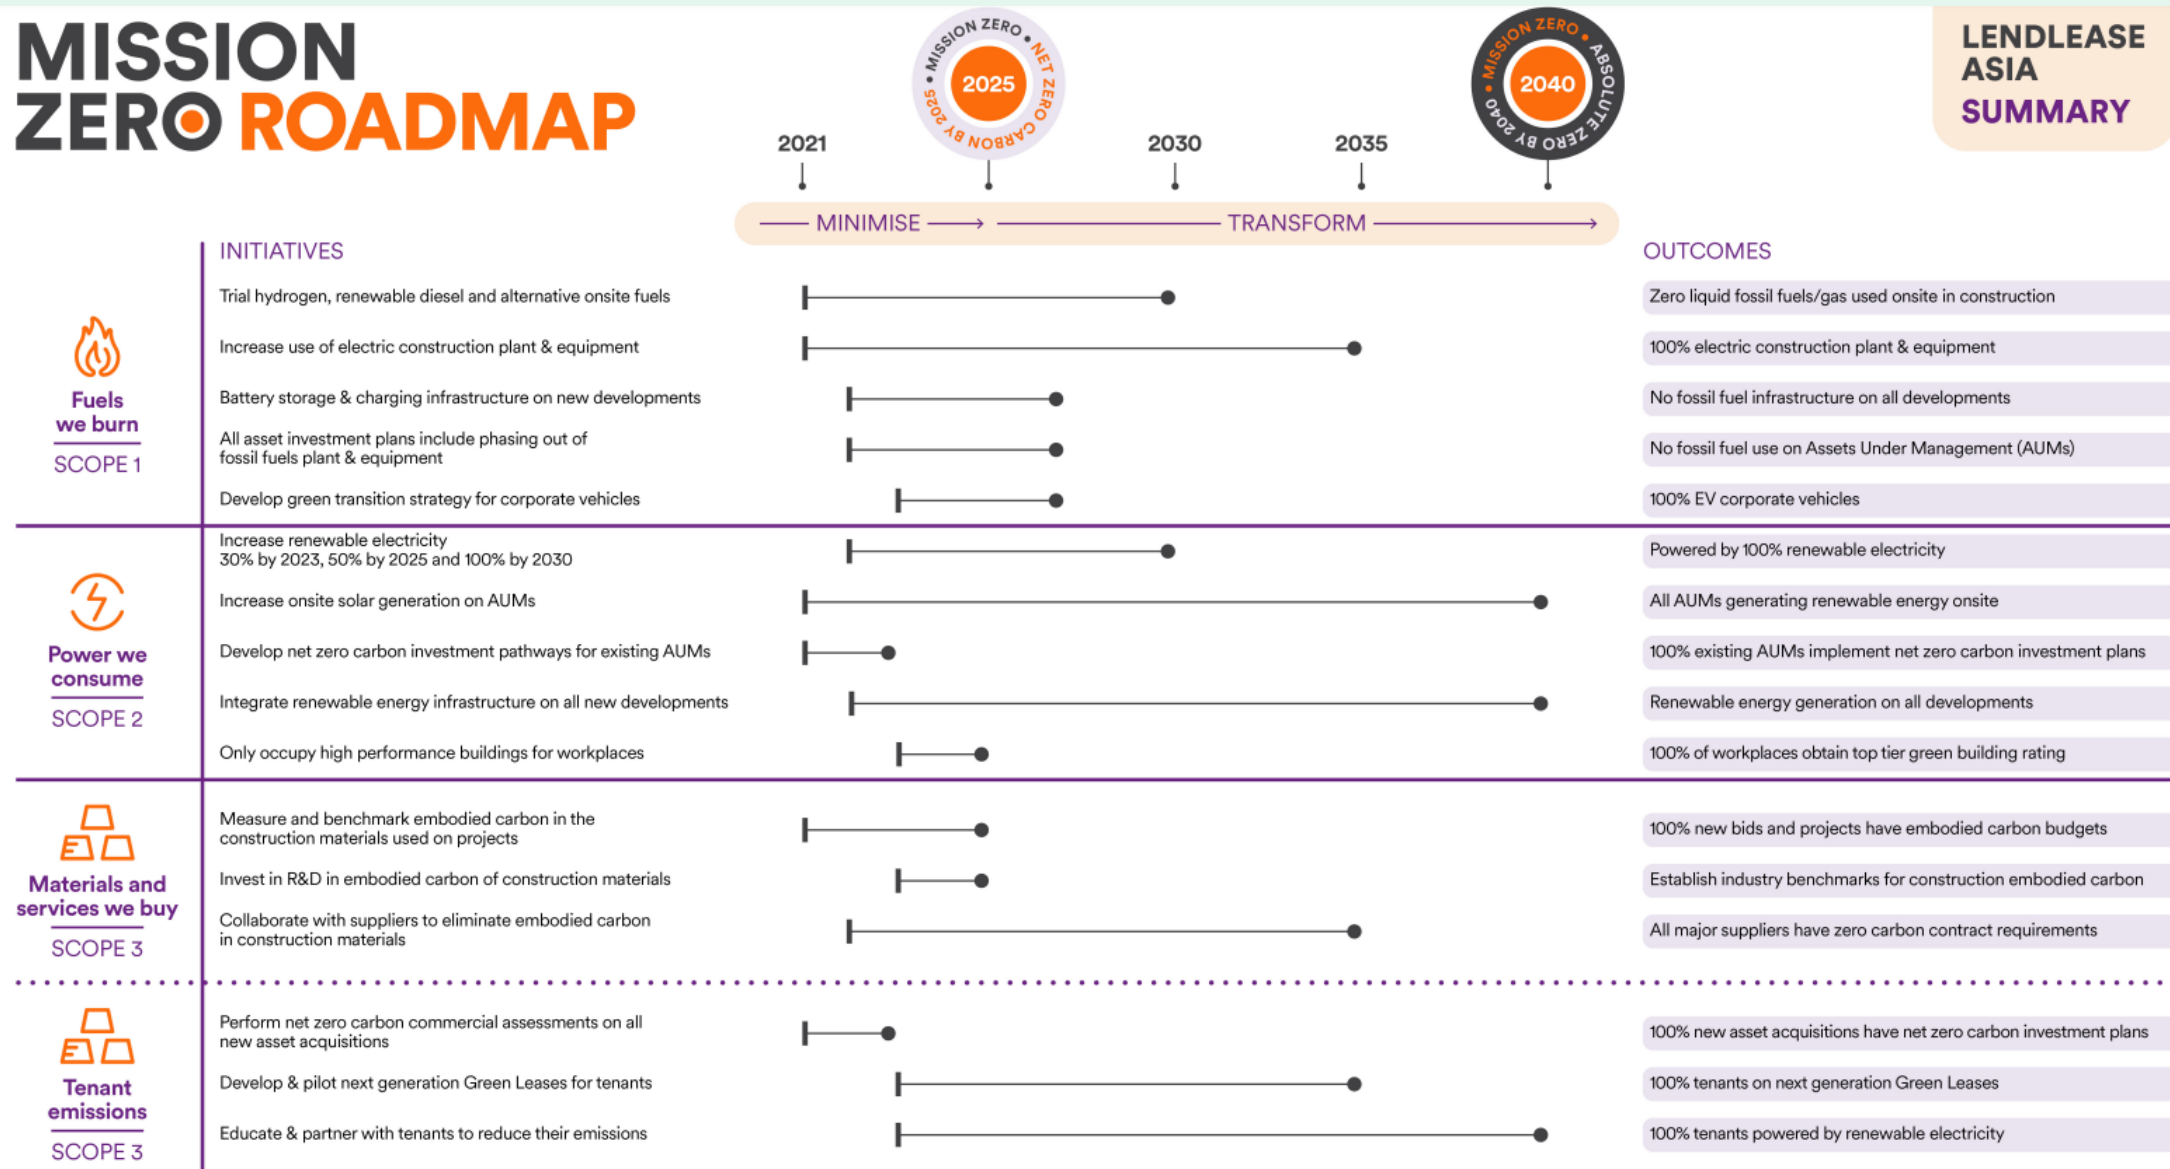 MISSION
ZERO ROADMAP
• MISSION ZERO • NET ZERO CARBON BY 2025
2025
• MISSION ZERO • ABSOLUTE ZERO BY 2040
2040
LENDLEASE
ASIA
SUMMARY
2021
2030
2035
MINIMISE
TRANSFORM
INITIATIVES
OUTCOMES
Fuels
we burn
SCOPE 1
Trial hydrogen, renewable diesel and alternative onsite fuels
Zero liquid fossil fuels/gas used onsite in construction
Increase use of electric construction plant & equipment
100% electric construction plant & equipment
Battery storage & charging infrastructure on new developments
No fossil fuel infrastructure on all developments
All asset investment plans include phasing out of
fossil fuels plant & equipment
No fossil fuel use on Assets Under Management (AUMs)
Develop green transition strategy for corporate vehicles
100% EV corporate vehicles
Power we
consume
SCOPE 2
Increase renewable electricity
30% by 2023, 50% by 2025 and 100% by 2030
Powered by 100% renewable electricity
Increase onsite solar generation on AUMs
All AUMs generating renewable energy onsite
Develop net zero carbon investment pathways for existing AUMs
100% existing AUMs implement net zero carbon investment plans
Integrate renewable energy infrastructure on all new developments
Renewable energy generation on all developments
Only occupy high performance buildings for workplaces
100% of workplaces obtain top tier green building rating
Materials and
services we buy
SCOPE 3
Measure and benchmark embodied carbon in the
construction materials used on projects
100% new bids and projects have embodied carbon budgets
Invest in R&D in embodied carbon of construction materials
Establish industry benchmarks for construction embodied carbon
Collaborate with suppliers to eliminate embodied carbon
in construction materials
All major suppliers have zero carbon contract requirements
Tenant
emissions
SCOPE 3
Perform net zero carbon commercial assessments on all
new asset acquisitions
100% new asset acquisitions have net zero carbon investment plans
Develop & pilot next generation Green Leases for tenants
100% tenants on next generation Green Leases
Educate & partner with tenants to reduce their emissions
100% tenants powered by renewable electricity